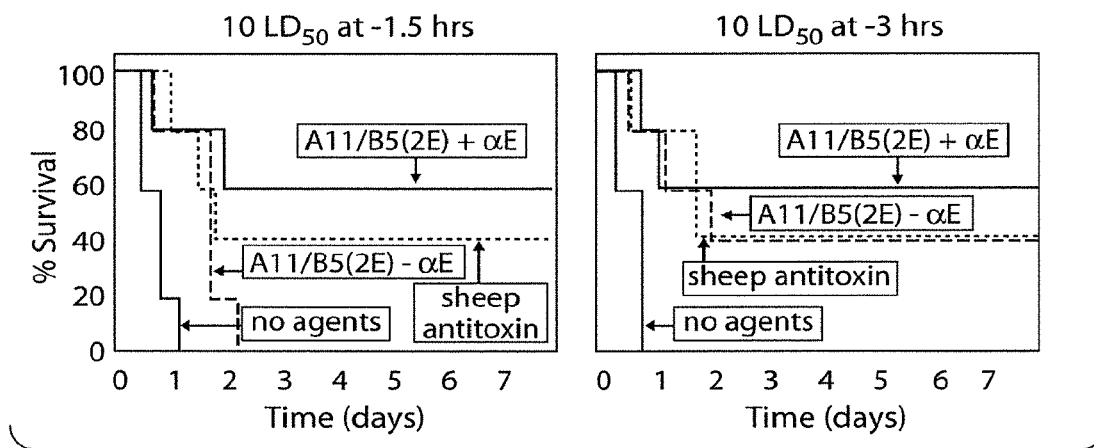 10 LD50 at -1.5 hrs
% Survival
100
80
60
40
20
0
A11/B5(2E) + αE
A11/B5(2E) - αE
sheep
antitoxin
no agents
0 1 2 3 4 5 6 7
Time (days)
10 LD50 at -3 hrs
A11/B5(2E) + αE
A11/B5(2E) - αE
sheep antitoxin
no agents
0 1 2 3 4 5 6 7
Time (days)